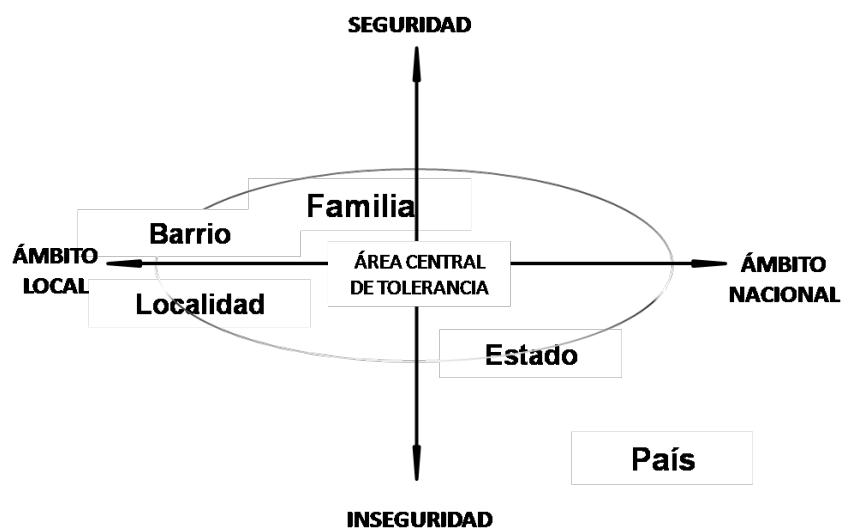 SEGURIDAD
Familia
Barrio
ÁMBITO
LOCAL
ÁREA CENTRAL
DE TOLERANCIA
ÁMBITO
NACIONAL
Localidad
Estado
País
INSEGURIDAD